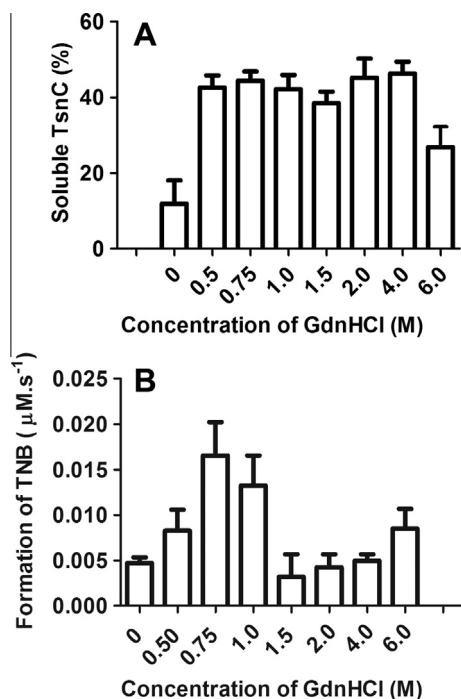 A
60
40
20
0
Soluble TsnC (%)
0 0.5 0.75 1.0 1.5 2.0 4.0 6.0
Concentration of GdnHCl (M)
B
0.025
0.020
0.015
0.010
0.005
0.000
Formation of TNB ( μM.s-1)
0 0.50 0.75 1.0 1.5 2.0 4.0 6.0
Concentration of GdnHCl (M)